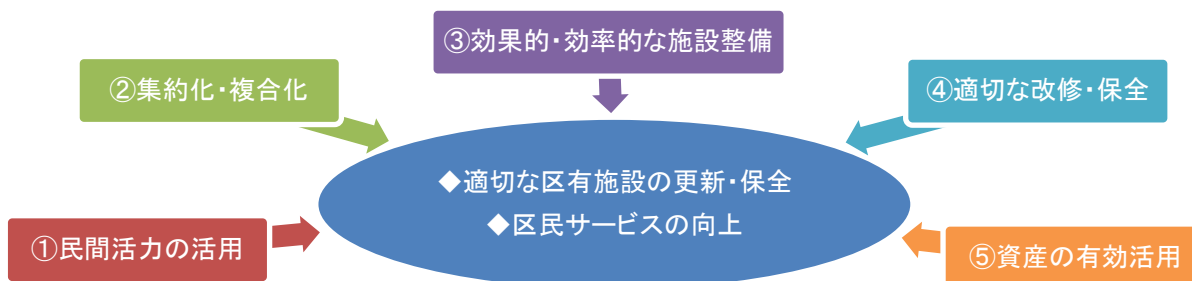 ③効果的・効率的な施設整備
②集約化・複合化
④適切な改修・保全
◆適切な区有施設の更新・保全
◆区民サービスの向上
①民間活力の活用
⑤資産の有効活用